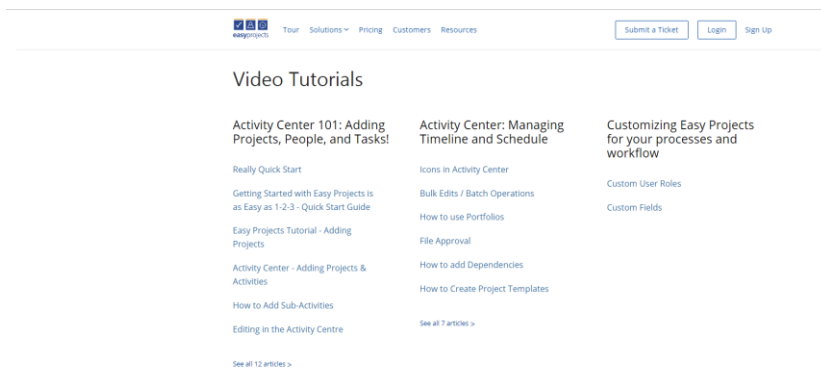 easyprojects Tour Solutions Pricing Customers Resources Submit a Ticket Login Sign Up
Video Tutorials
Activity Center 101: Adding
Projects, People, and Tasks!
Really Quick Start
Getting Started with Easy Projects is
as Easy as 1-2-3 - Quick Start Guide
Easy Projects Tutorial - Adding
Projects
Activity Center - Adding Projects &
Activities
How to Add Sub-Activities
Editing in the Activity Centre
See all 12 articles >
Activity Center: Managing
Timeline and Schedule
Icons in Activity Center
Bulk Edits / Batch Operations
How to use Portfolios
File Approval
How to add Dependencies
How to Create Project Templates
See all 7 articles >
Customizing Easy Projects
for your processes and
workflow
Custom User Roles
Custom Fields